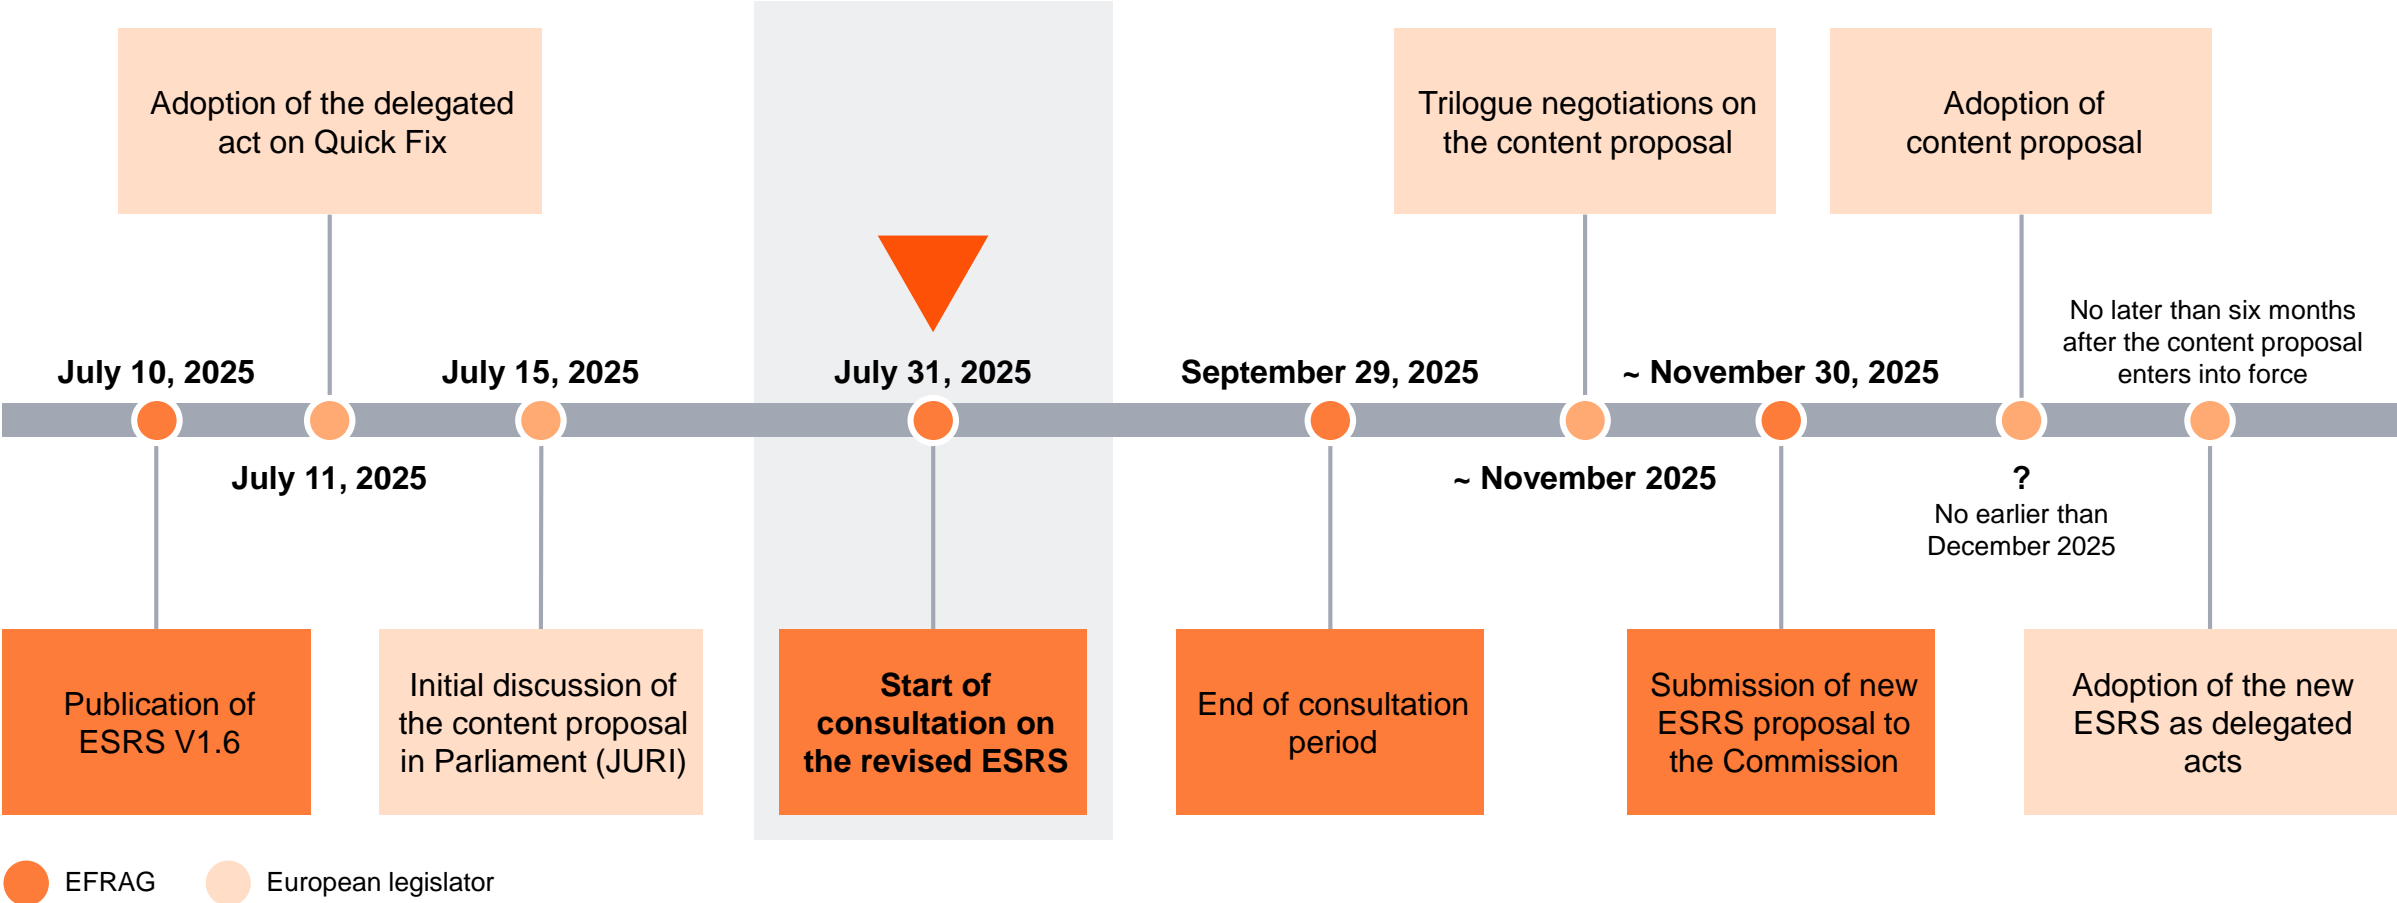 Adoption of the delegated
act on Quick Fix
Trilogue negotiations on
the content proposal
Adoption of
content proposal
No later than six months
after the content proposal
enters into force
July 10, 2025
July 15, 2025
July 31, 2025
September 29, 2025
~ November 30, 2025
July 11, 2025
~ November 2025
?
No earlier than
December 2025
Publication of
ESRS V1.6
Initial discussion of
the content proposal
in Parliament (JURI)
Start of
consultation on
the revised ESRS
End of consultation
period
Submission of new
ESRS proposal to
the Commission
Adoption of the new
ESRS as delegated
acts
EFRAG
European legislator